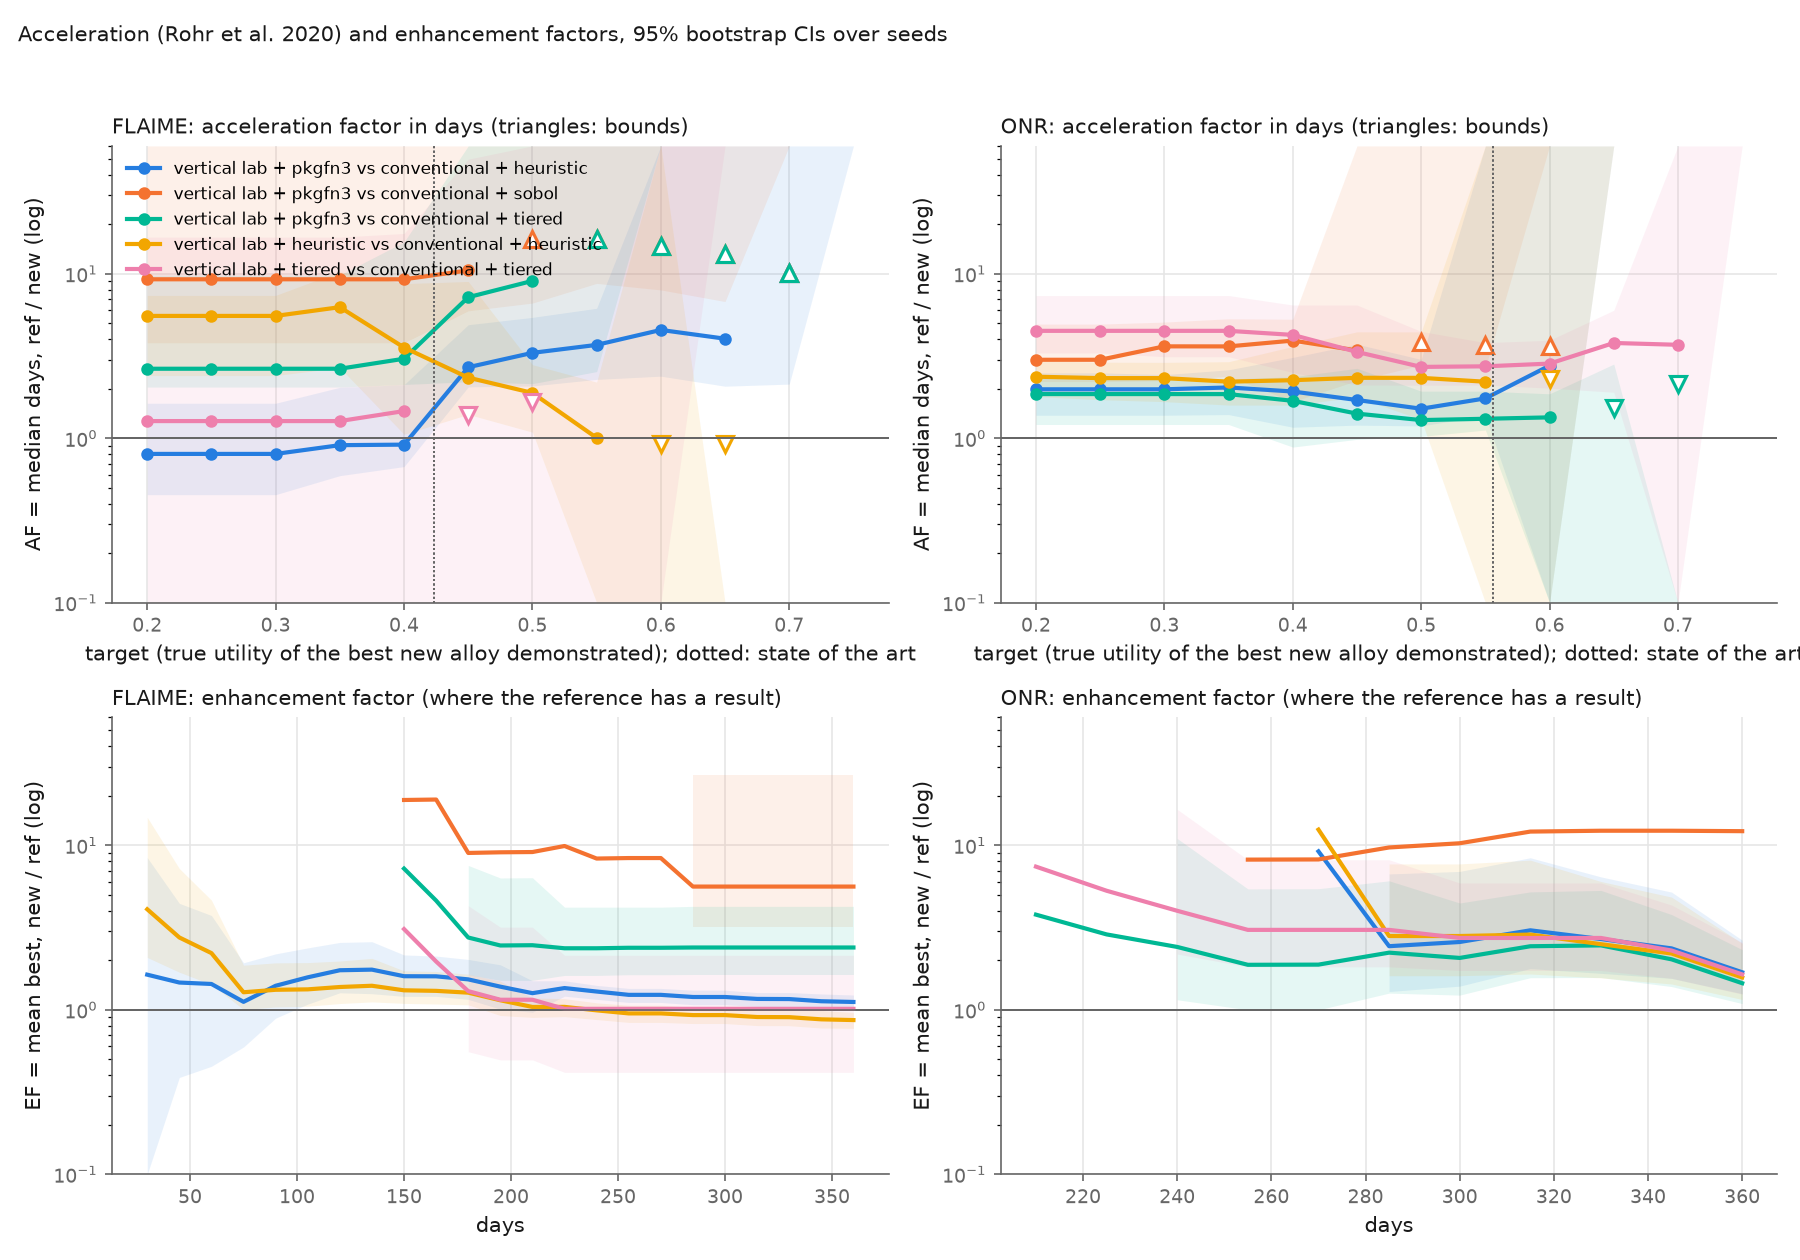 Acceleration (Rohr et al. 2020) and enhancement factors, 95% bootstrap CIs over seeds
FLAIME: acceleration factor in days (triangles: bounds)
AF = median days, ref / new (log)
vertical lab + pkgfn3 vs conventional + heuristic
vertical lab + pkgfn3 vs conventional + sobol
vertical lab + pkgfn3 vs conventional + tiered
vertical lab + heuristic vs conventional + heuristic
vertical lab + tiered vs conventional + tiered
10¹
10⁰
10⁻¹
0.2 0.3 0.4 0.5 0.6 0.7
target (true utility of the best new alloy demonstrated); dotted: state of the art
ONR: acceleration factor in days (triangles: bounds)
AF = median days, ref / new (log)
10¹
10⁰
10⁻¹
0.2 0.3 0.4 0.5 0.6 0.7
target (true utility of the best new alloy demonstrated); dotted: state of the art
FLAIME: enhancement factor (where the reference has a result)
EF = mean best, new / ref (log)
10¹
10⁰
10⁻¹
50 100 150 200 250 300 350
days
ONR: enhancement factor (where the reference has a result)
EF = mean best, new / ref (log)
10¹
10⁰
10⁻¹
220 240 260 280 300 320 340 360
days